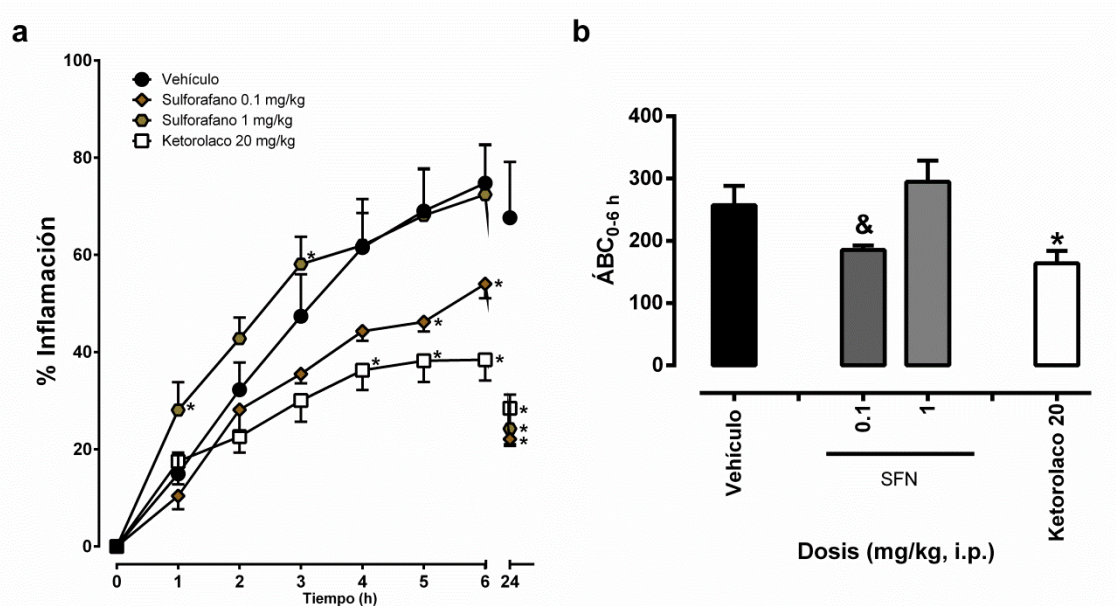 a
% Inflamación
100
80
60
40
20
0
Vehículo
Sulforafano 0.1 mg/kg
Sulforafano 1 mg/kg
Ketorolaco 20 mg/kg
*
*
*
*
*
*
*
*
*
*
0 1 2 3 4 5 6 24
Tiempo (h)
b
ÁBC0-6 h
400
300
200
100
0
&
*
Vehículo
0.1
1
Ketorolaco 20
SFN
Dosis (mg/kg, i.p.)